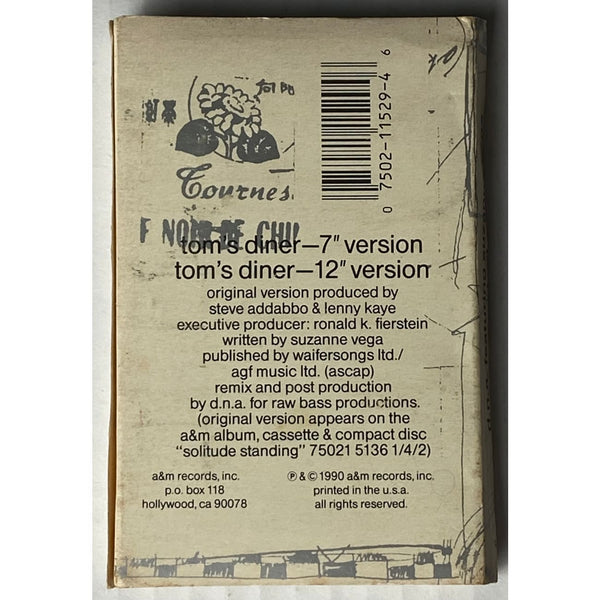 Tournes
F NOIR DE CHI
0 7502-11529-4 6
tom's diner—7" version
tom's diner—12" version
original version produced by
steve addabbo & lenny kaye
executive producer: ronald k. fierstein
written by suzanne vega
published by waifersongs ltd./
agf music ltd. (ascap)
remix and post production
by d.n.a. for raw bass productions.
(original version appears on the
a&m album, cassette & compact disc
"solitude standing" 75021 5136 1/4/2)
a&m records, inc.
p.o. box 118
hollywood, ca 90078
℗ & © 1990 a&m records, inc.
printed in the u.s.a.
all rights reserved.